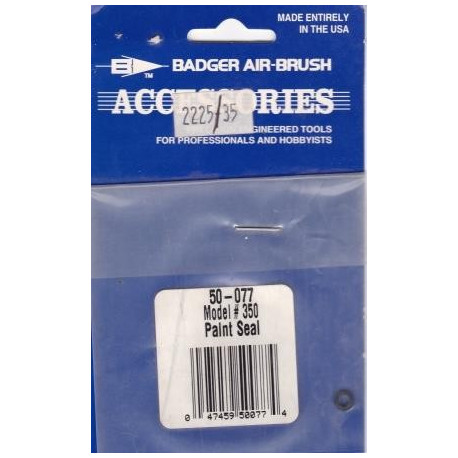 MADE ENTIRELY
IN THE USA
B
TM
BADGER AIR-BRUSH
ACCESSORIES
2225/35
GINEERED TOOLS
FOR PROFESSIONALS AND HOBBYISTS
50-077
Model # 350
Paint Seal
0 47459 50077 4